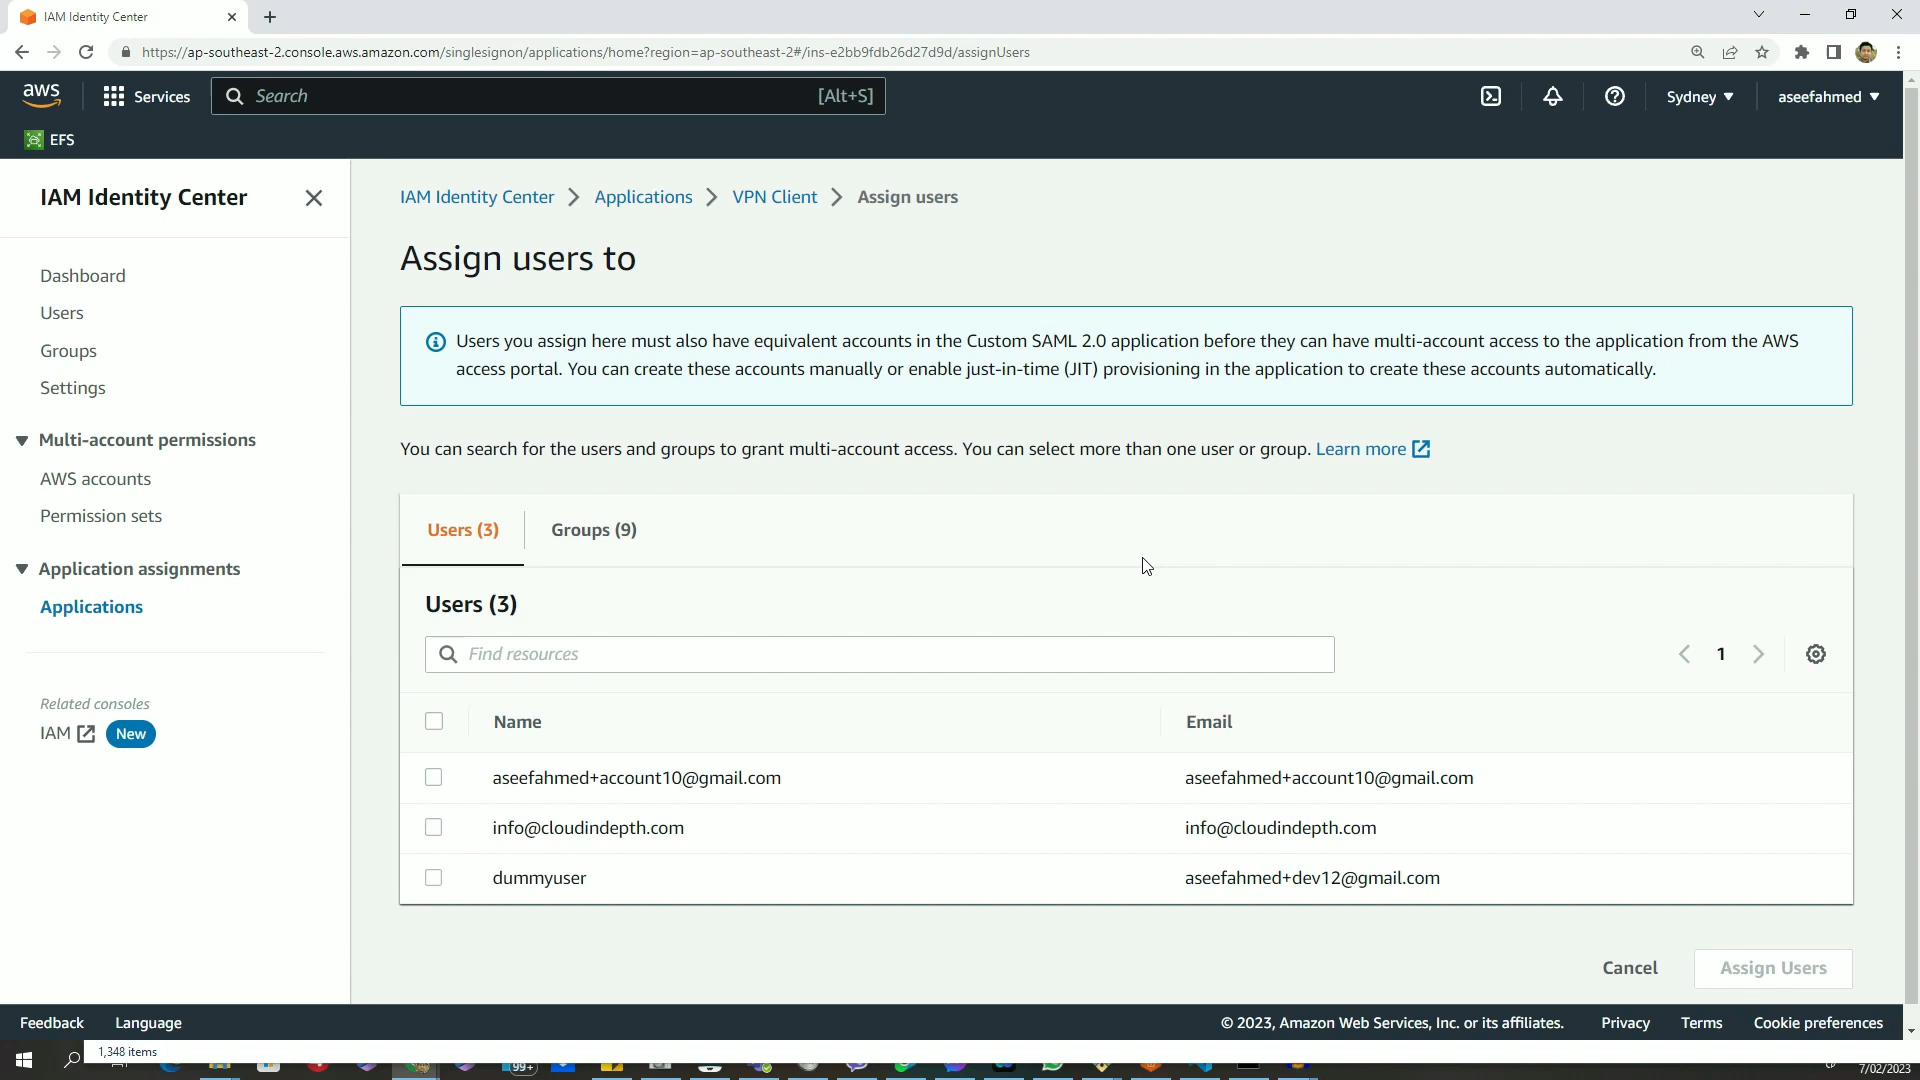 IAM Identity Center
https://ap-southeast-2.console.aws.amazon.com/singlesignon/applications/home?region=ap-southeast-2#/ins-e2bb9fdb26d27d9d/assignUsers
aws
Services
Search
[Alt+S]
Sydney
aseefahmed
EFS
IAM Identity Center
Dashboard
Users
Groups
Settings
Multi-account permissions
AWS accounts
Permission sets
Application assignments
Applications
Related consoles
IAM
New
IAM Identity Center
Applications
VPN Client
Assign users
Assign users to
Users you assign here must also have equivalent accounts in the Custom SAML 2.0 application before they can have multi-account access to the application from the AWS
access portal. You can create these accounts manually or enable just-in-time (JIT) provisioning in the application to create these accounts automatically.
You can search for the users and groups to grant multi-account access. You can select more than one user or group. Learn more
Users (3)
Groups (9)
Users (3)
Find resources
1
Name
Email
aseefahmed+account10@gmail.com
aseefahmed+account10@gmail.com
info@cloudindepth.com
info@cloudindepth.com
dummyuser
aseefahmed+dev12@gmail.com
Cancel
Assign Users
Feedback
Language
© 2023, Amazon Web Services, Inc. or its affiliates.
Privacy
Terms
Cookie preferences
1,348 items
99+
7/02/2023